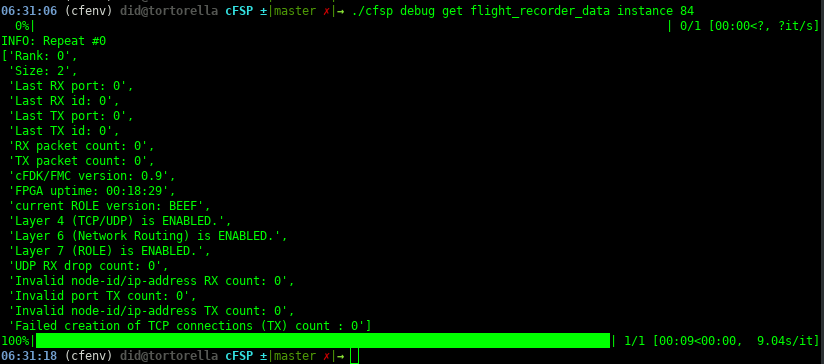 06:31:06 (cfenv) did@tortorella cFSP ±|master ✗|→ ./cfsp debug get flight_recorder_data instance 84
  0%|                                                                                          | 0/1 [00:00<?, ?it/s]
INFO: Repeat #0
['Rank: 0',
 'Size: 2',
 'Last RX port: 0',
 'Last RX id: 0',
 'Last TX port: 0',
 'Last TX id: 0',
 'RX packet count: 0',
 'TX packet count: 0',
 'cFDK/FMC version: 0.9',
 'FPGA uptime: 00:18:29',
 'current ROLE version: BEEF',
 'Layer 4 (TCP/UDP) is ENABLED.',
 'Layer 6 (Network Routing) is ENABLED.',
 'Layer 7 (ROLE) is ENABLED.',
 'UDP RX drop count: 0',
 'Invalid node-id/ip-address RX count: 0',
 'Invalid port TX count: 0',
 'Invalid node-id/ip-address TX count: 0',
 'Failed creation of TCP connections (TX) count : 0']
100%|██████████████████████████████████████████████████████████████████████████████████| 1/1 [00:09<00:00,  9.04s/it]
06:31:18 (cfenv) did@tortorella cFSP ±|master ✗|→